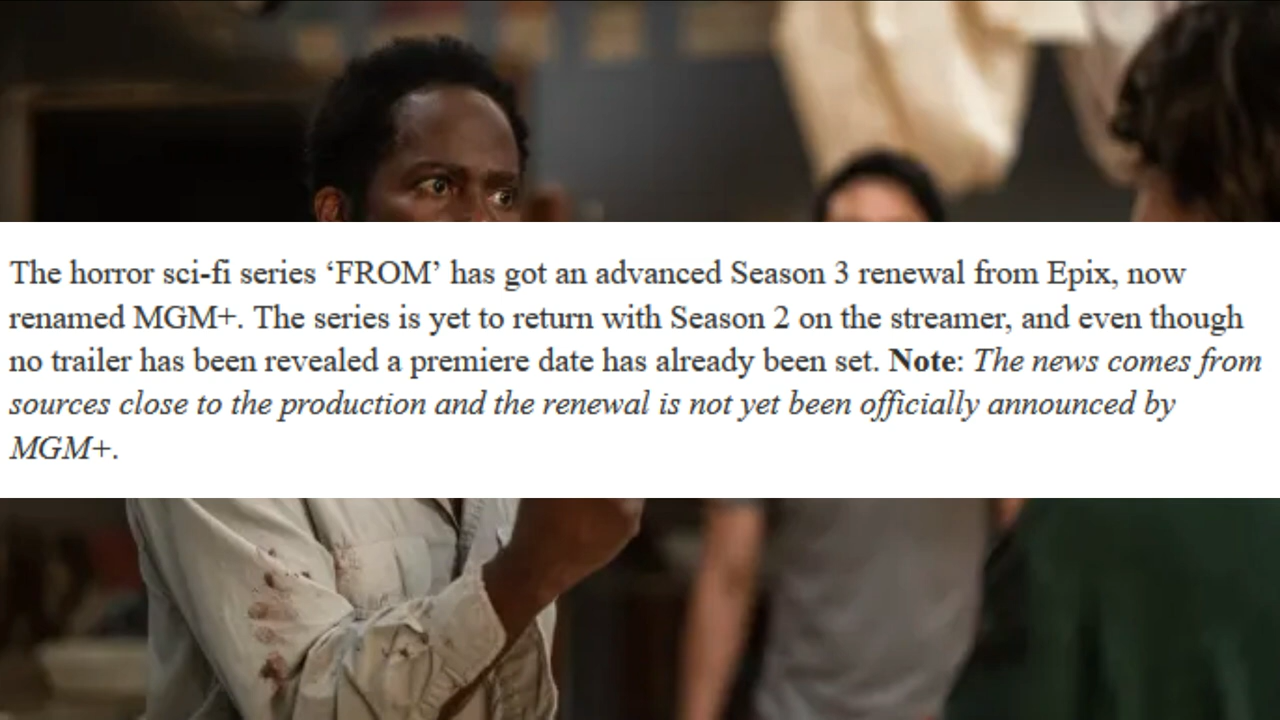 The horror sci-fi series ‘FROM’ has got an advanced Season 3 renewal from Epix, now
renamed MGM+. The series is yet to return with Season 2 on the streamer, and even though
no trailer has been revealed a premiere date has already been set. Note: The news comes from
sources close to the production and the renewal is not yet been officially announced by
MGM+.